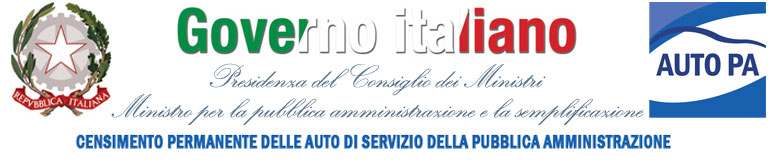 Governo italiano
Presidenza del Consiglio dei Ministri
Ministro per la pubblica amministrazione e la semplificazione
CENSIMENTO PERMANENTE DELLE AUTO DI SERVIZIO DELLA PUBBLICA AMMINISTRAZIONE
REPVBBLICA ITALIANA
AUTO PA